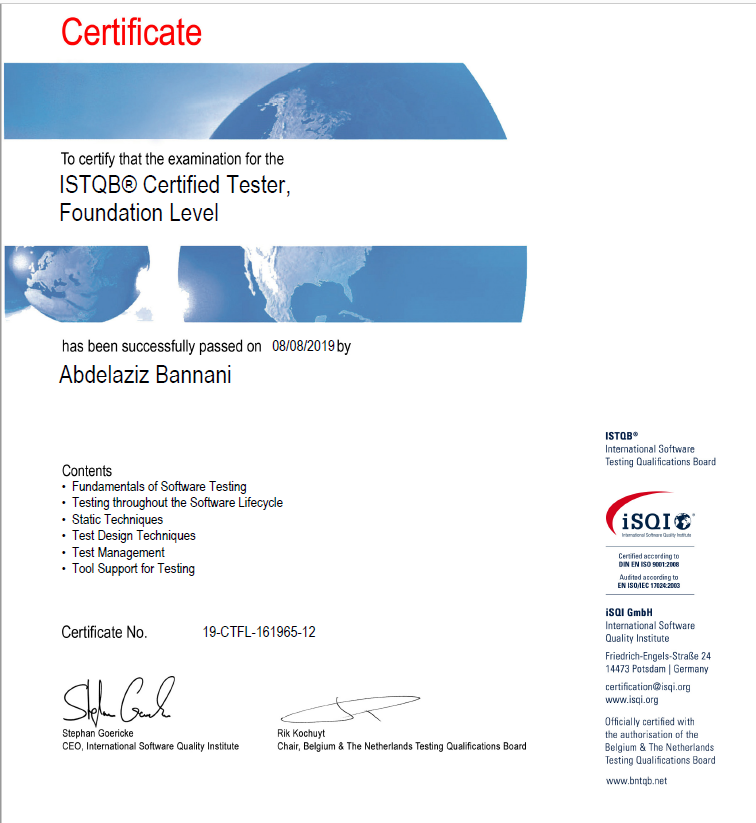 Certificate
To certify that the examination for the
ISTQB® Certified Tester,
Foundation Level
has been successfully passed on 08/08/2019 by
Abdelaziz Bannani
Contents
• Fundamentals of Software Testing
• Testing throughout the Software Lifecycle
• Static Techniques
• Test Design Techniques
• Test Management
• Tool Support for Testing
Certificate No. 19-CTFL-161965-12
Stephan Goericke
CEO, International Software Quality Institute
Rik Kochuyt
Chair, Belgium & The Netherlands Testing Qualifications Board
ISTQB®
International Software
Testing Qualifications Board
iSQI®
International Software Quality Institute
Certified according to
DIN EN ISO 9001:2008
Audited according to
EN ISO/IEC 17024:2003
iSQI GmbH
International Software
Quality Institute
Friedrich-Engels-Straße 24
14473 Potsdam | Germany
certification@isqi.org
www.isqi.org
Officially certified with
the authorisation of the
Belgium & The Netherlands
Testing Qualifications Board
www.bntqb.net